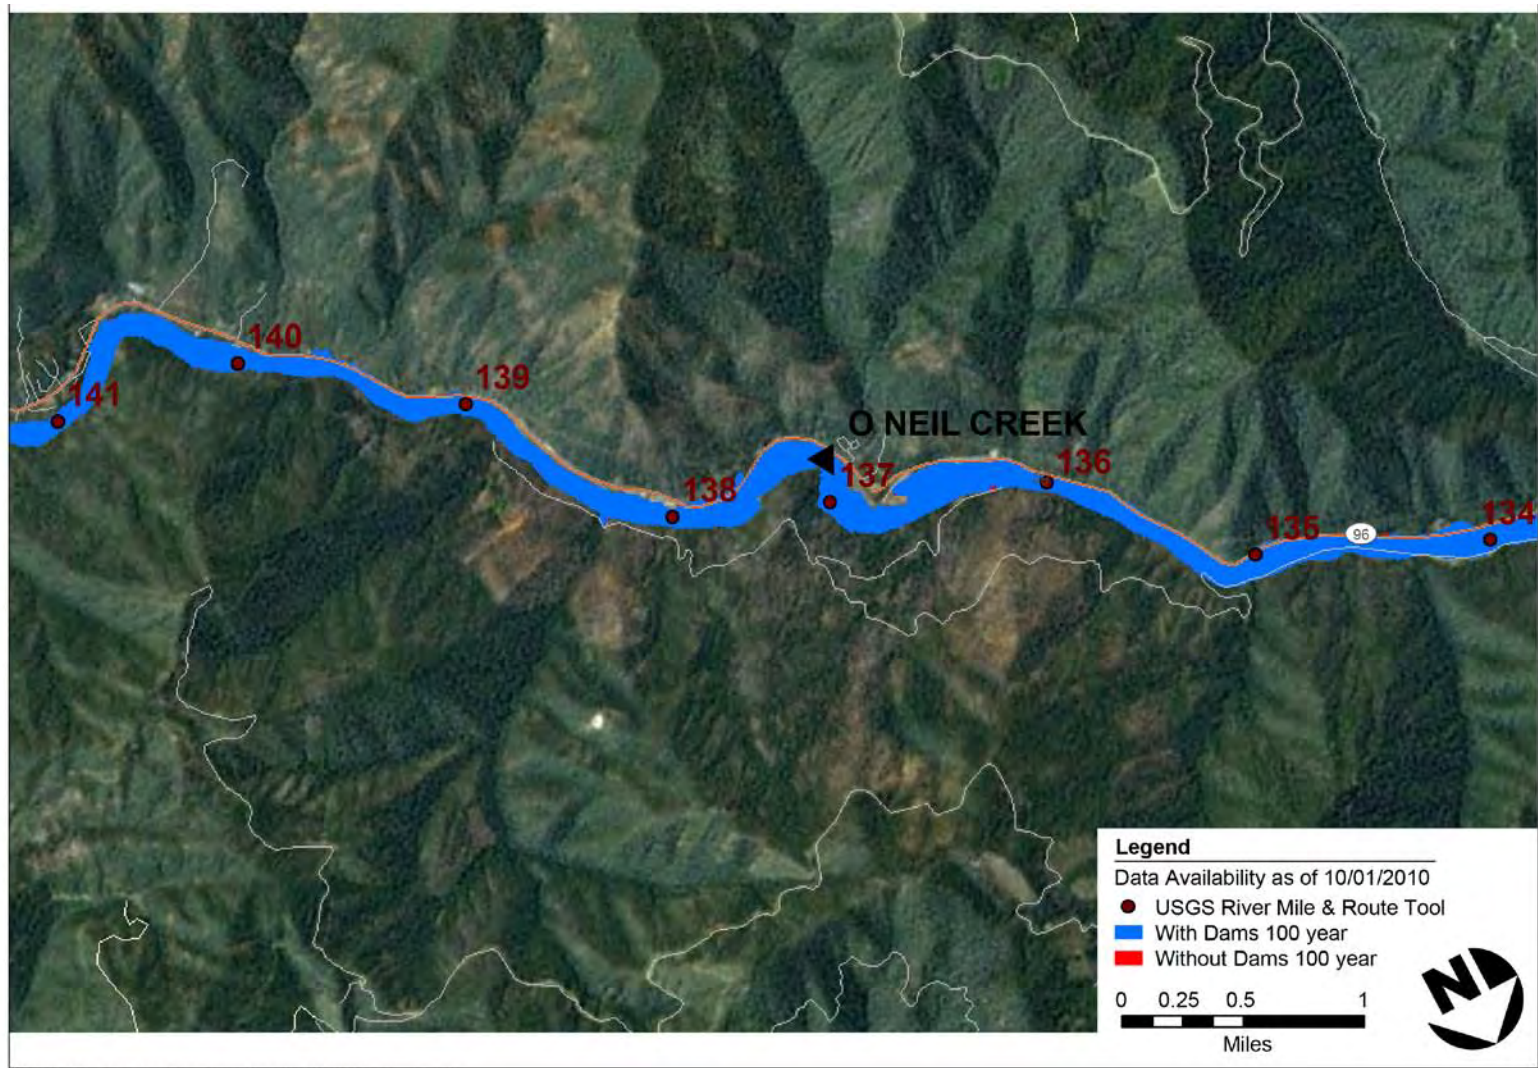 140
139
141
O NEIL CREEK
138
137
136
135
96
134
Legend
Data Availability as of 10/01/2010
USGS River Mile & Route Tool
With Dams 100 year
Without Dams 100 year
0 0.25 0.5 1
Miles
N